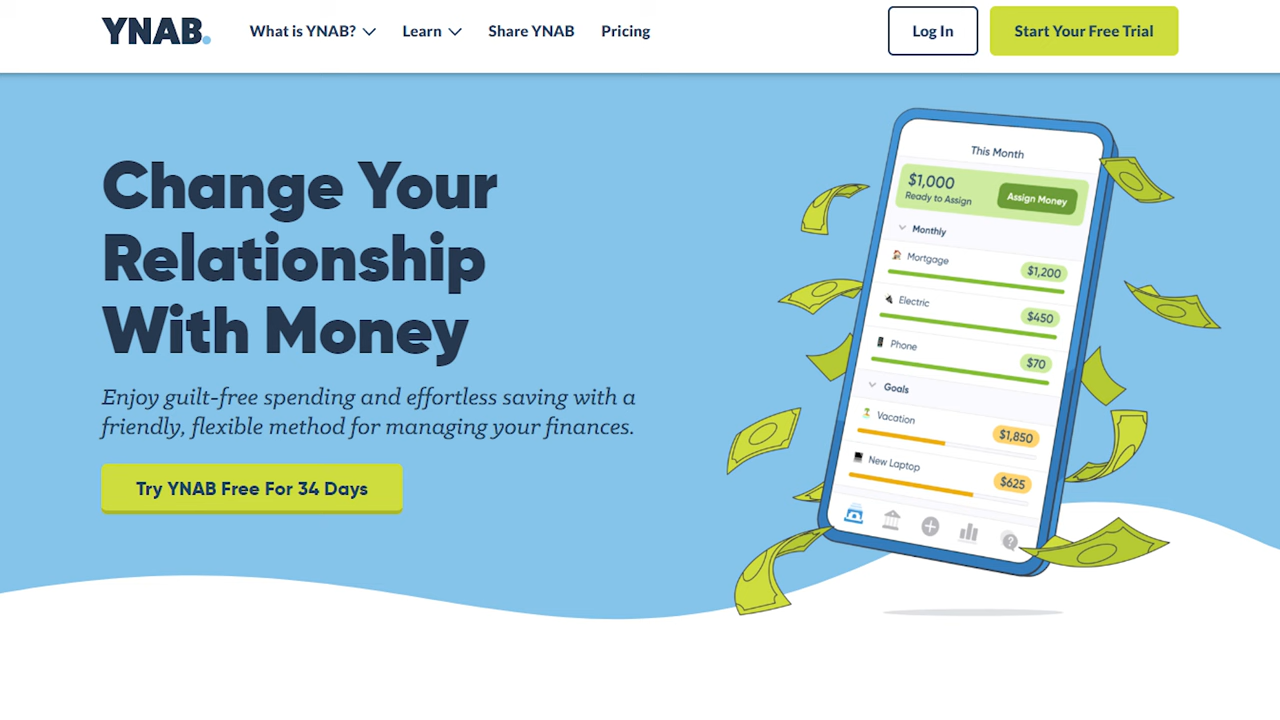 YNAB.
What is YNAB?
Learn
Share YNAB
Pricing
Log In
Start Your Free Trial
Change Your
Relationship
With Money
Enjoy guilt-free spending and effortless saving with a
friendly, flexible method for managing your finances.
Try YNAB Free For 34 Days
This Month
$1,000
Ready to Assign
Assign Money
Monthly
Mortgage $1,200
Electric $450
Phone $70
Goals
Vacation $1,850
New Laptop $625
?